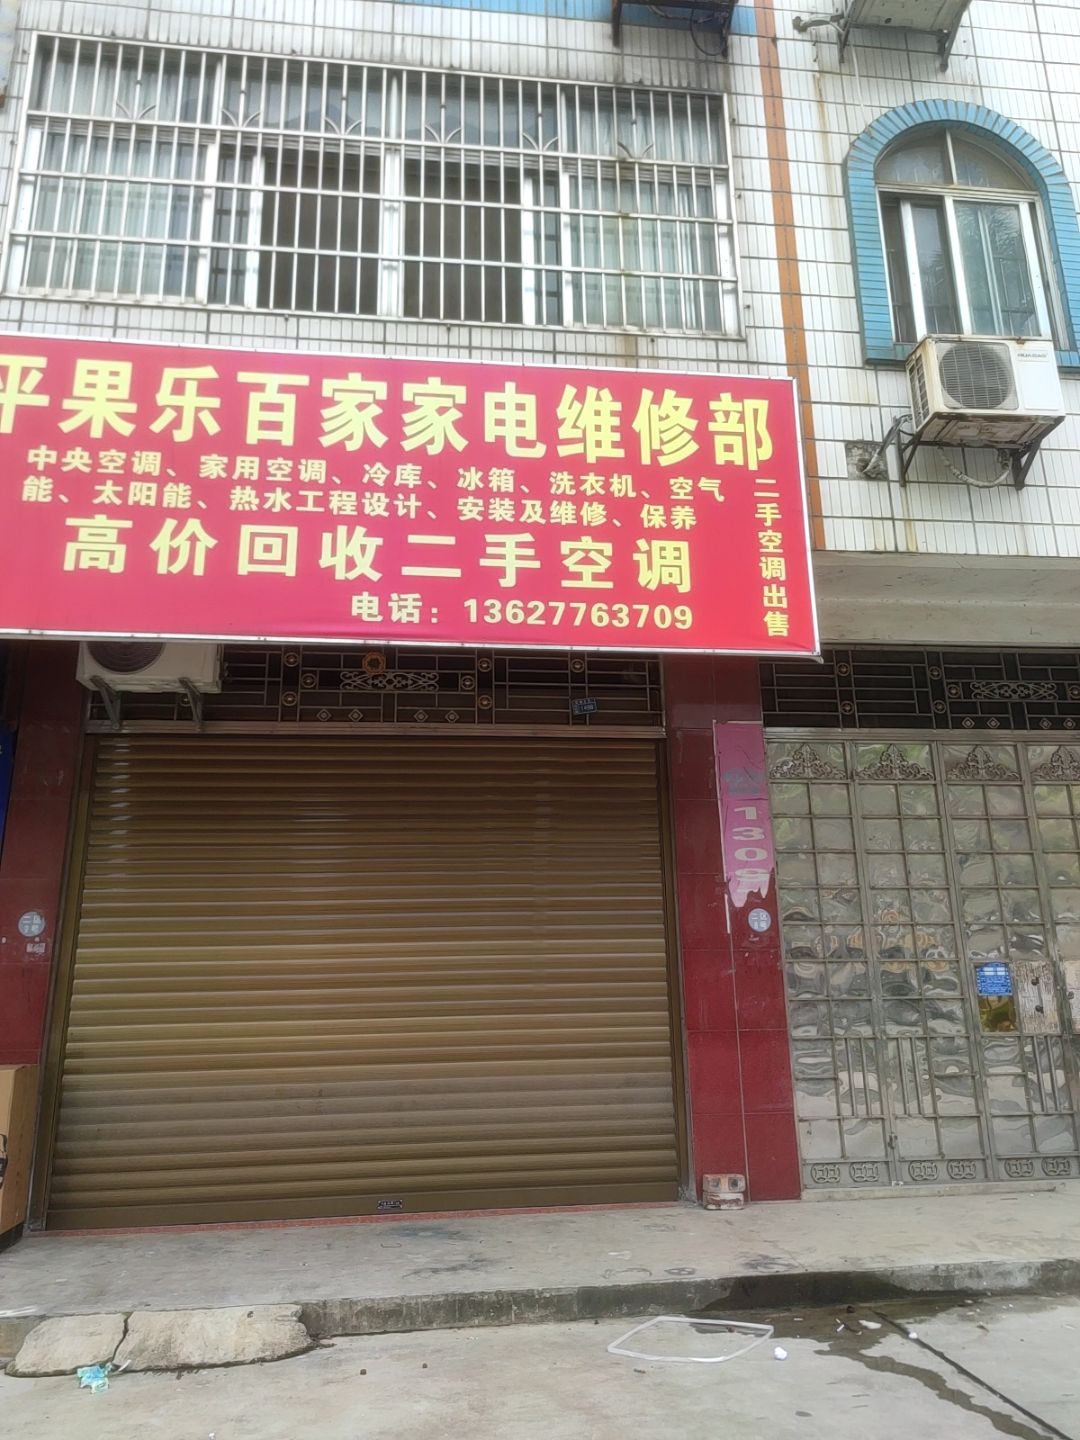 平果乐百家家电维修部
中央空调、家用空调、冷库、冰箱、洗衣机、空气
能、太阳能、热水工程设计、安装及维修、保养
高价回收二手空调
电话：13627763709
二手空调出售
1309